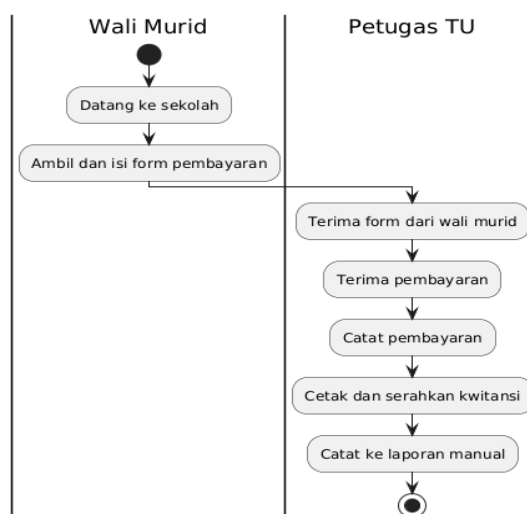 Wali Murid
Petugas TU
Datang ke sekolah
Ambil dan isi form pembayaran
Terima form dari wali murid
Terima pembayaran
Catat pembayaran
Cetak dan serahkan kwitansi
Catat ke laporan manual